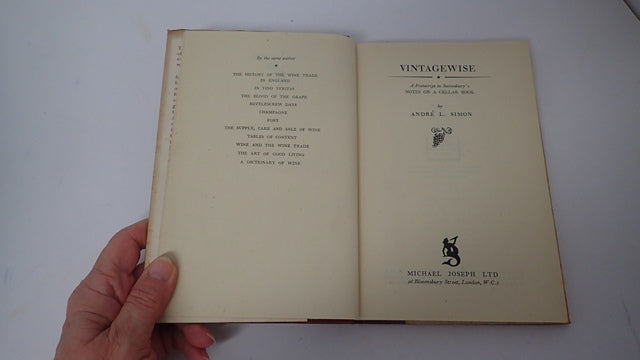 By the same author
THE HISTORY OF THE WINE TRADE
IN ENGLAND
IN VINO VERITAS
THE BLOOD OF THE GRAPE
BOTTLESCREW DAYS
CHAMPAGNE
PORT
THE SUPPLY, CARE AND SALE OF WINE
TABLES OF CONTENT
WINE AND THE WINE TRADE
THE ART OF GOOD LIVING
A DICTIONARY OF WINE
VINTAGEWISE
A Postscript to Saintsbury's
NOTES ON A CELLAR BOOK
by
ANDRÉ L. SIMON
MICHAEL JOSEPH LTD
26 Bloomsbury Street, London, W.C.1